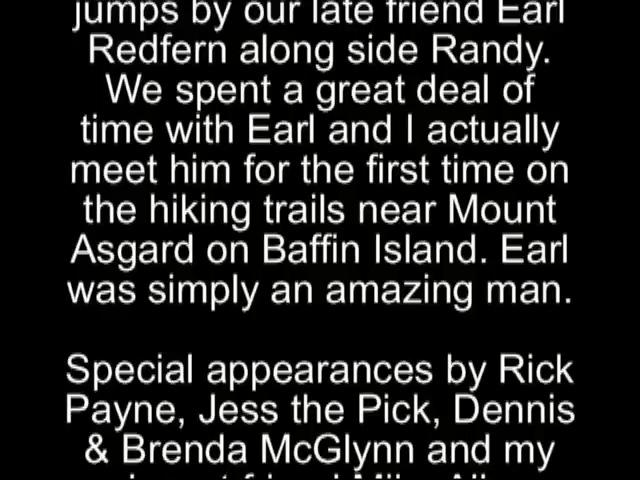 jumps by our late friend Earl
Redfern along side Randy.
We spent a great deal of
time with Earl and I actually
meet him for the first time on
the hiking trails near Mount
Asgard on Baffin Island. Earl
was simply an amazing man.
Special appearances by Rick
Payne, Jess the Pick, Dennis
& Brenda McGlynn and my